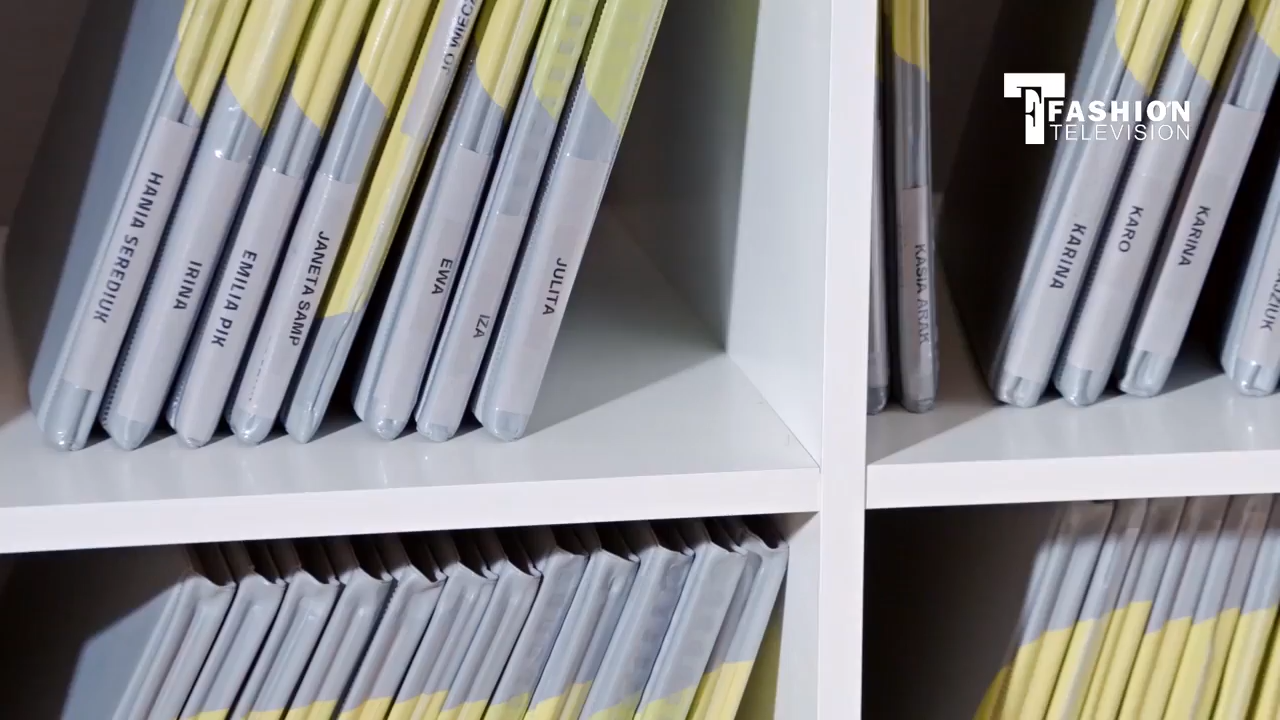 HANIA SEREDIUK
IRINA
EMILIA PIK
JANETA SAMP
EWA
IZA
JULITA
KASIA ARAK
KARINA
KARO
KARINA
FASHION
TELEVISION